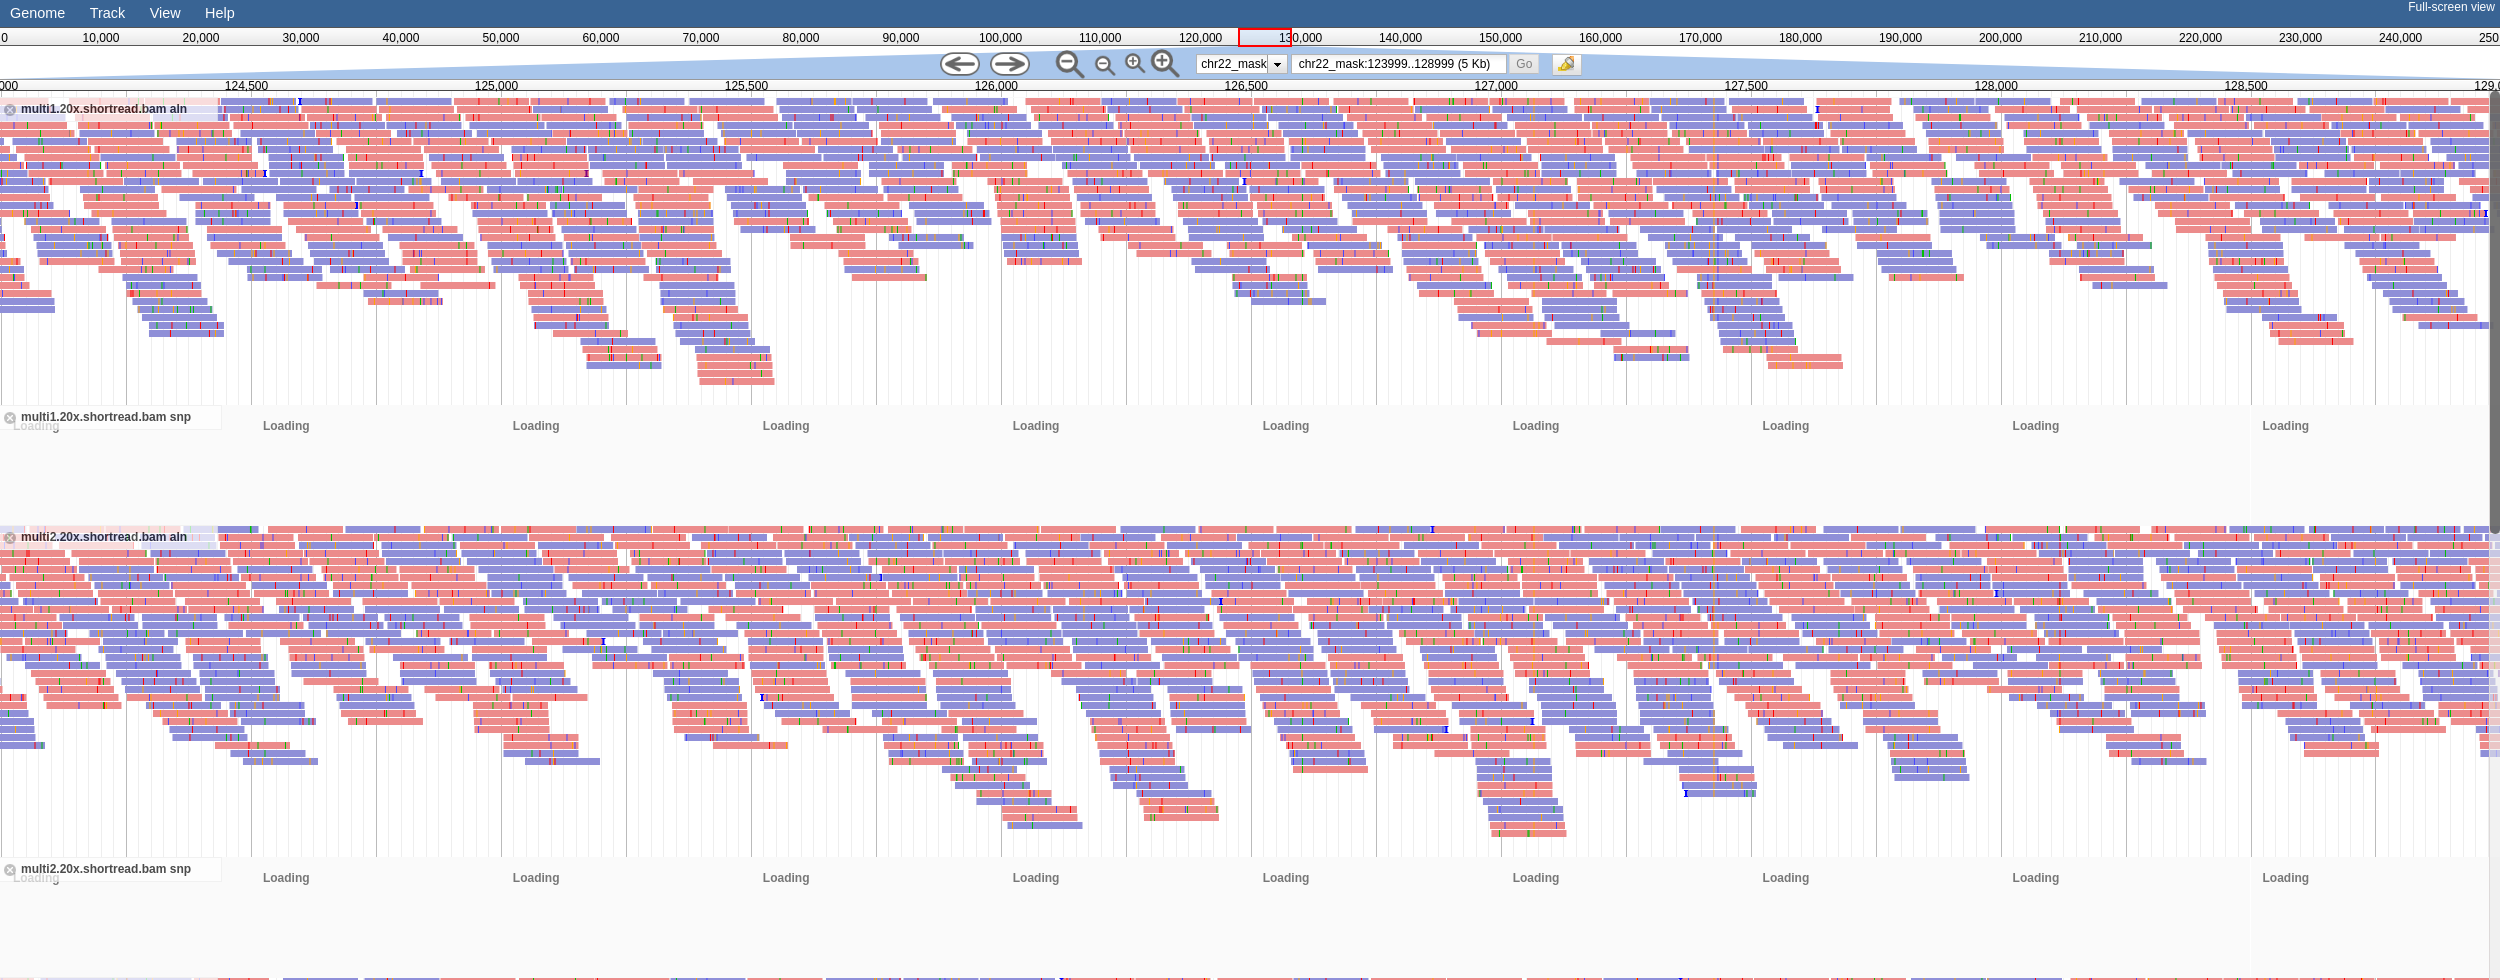 Genome Track View Help Full-screen view
0 10,000 20,000 30,000 40,000 50,000 60,000 70,000 80,000 90,000 100,000 110,000 120,000 130,000 140,000 150,000 160,000 170,000 180,000 190,000 200,000 210,000 220,000 230,000 240,000 250
chr22_mask chr22_mask:123999..128999 (5 Kb) Go
000 124,500 125,000 125,500 126,000 126,500 127,000 127,500 128,000 128,500 129,0
multi1.20x.shortread.bam aln
multi1.20x.shortread.bam snp
Loading Loading Loading Loading Loading Loading Loading Loading Loading Loading
multi2.20x.shortread.bam aln
multi2.20x.shortread.bam snp
Loading Loading Loading Loading Loading Loading Loading Loading Loading Loading